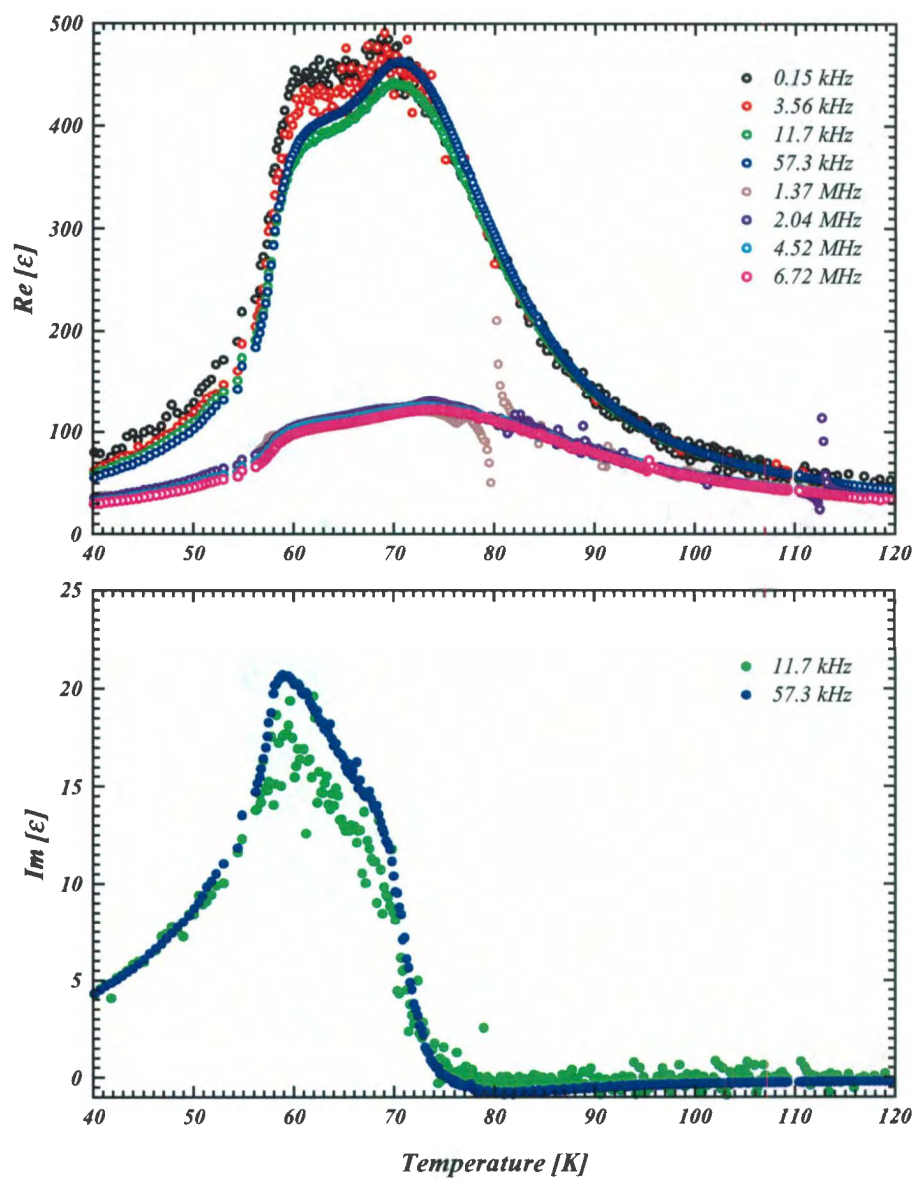 500
400
300
200
100
0
Re [ε]
0.15 kHz
3.56 kHz
11.7 kHz
57.3 kHz
1.37 MHz
2.04 MHz
4.52 MHz
6.72 MHz
40 50 60 70 80 90 100 110 120
25
20
15
10
5
0
Im [ε]
11.7 kHz
57.3 kHz
40 50 60 70 80 90 100 110 120
Temperature [K]